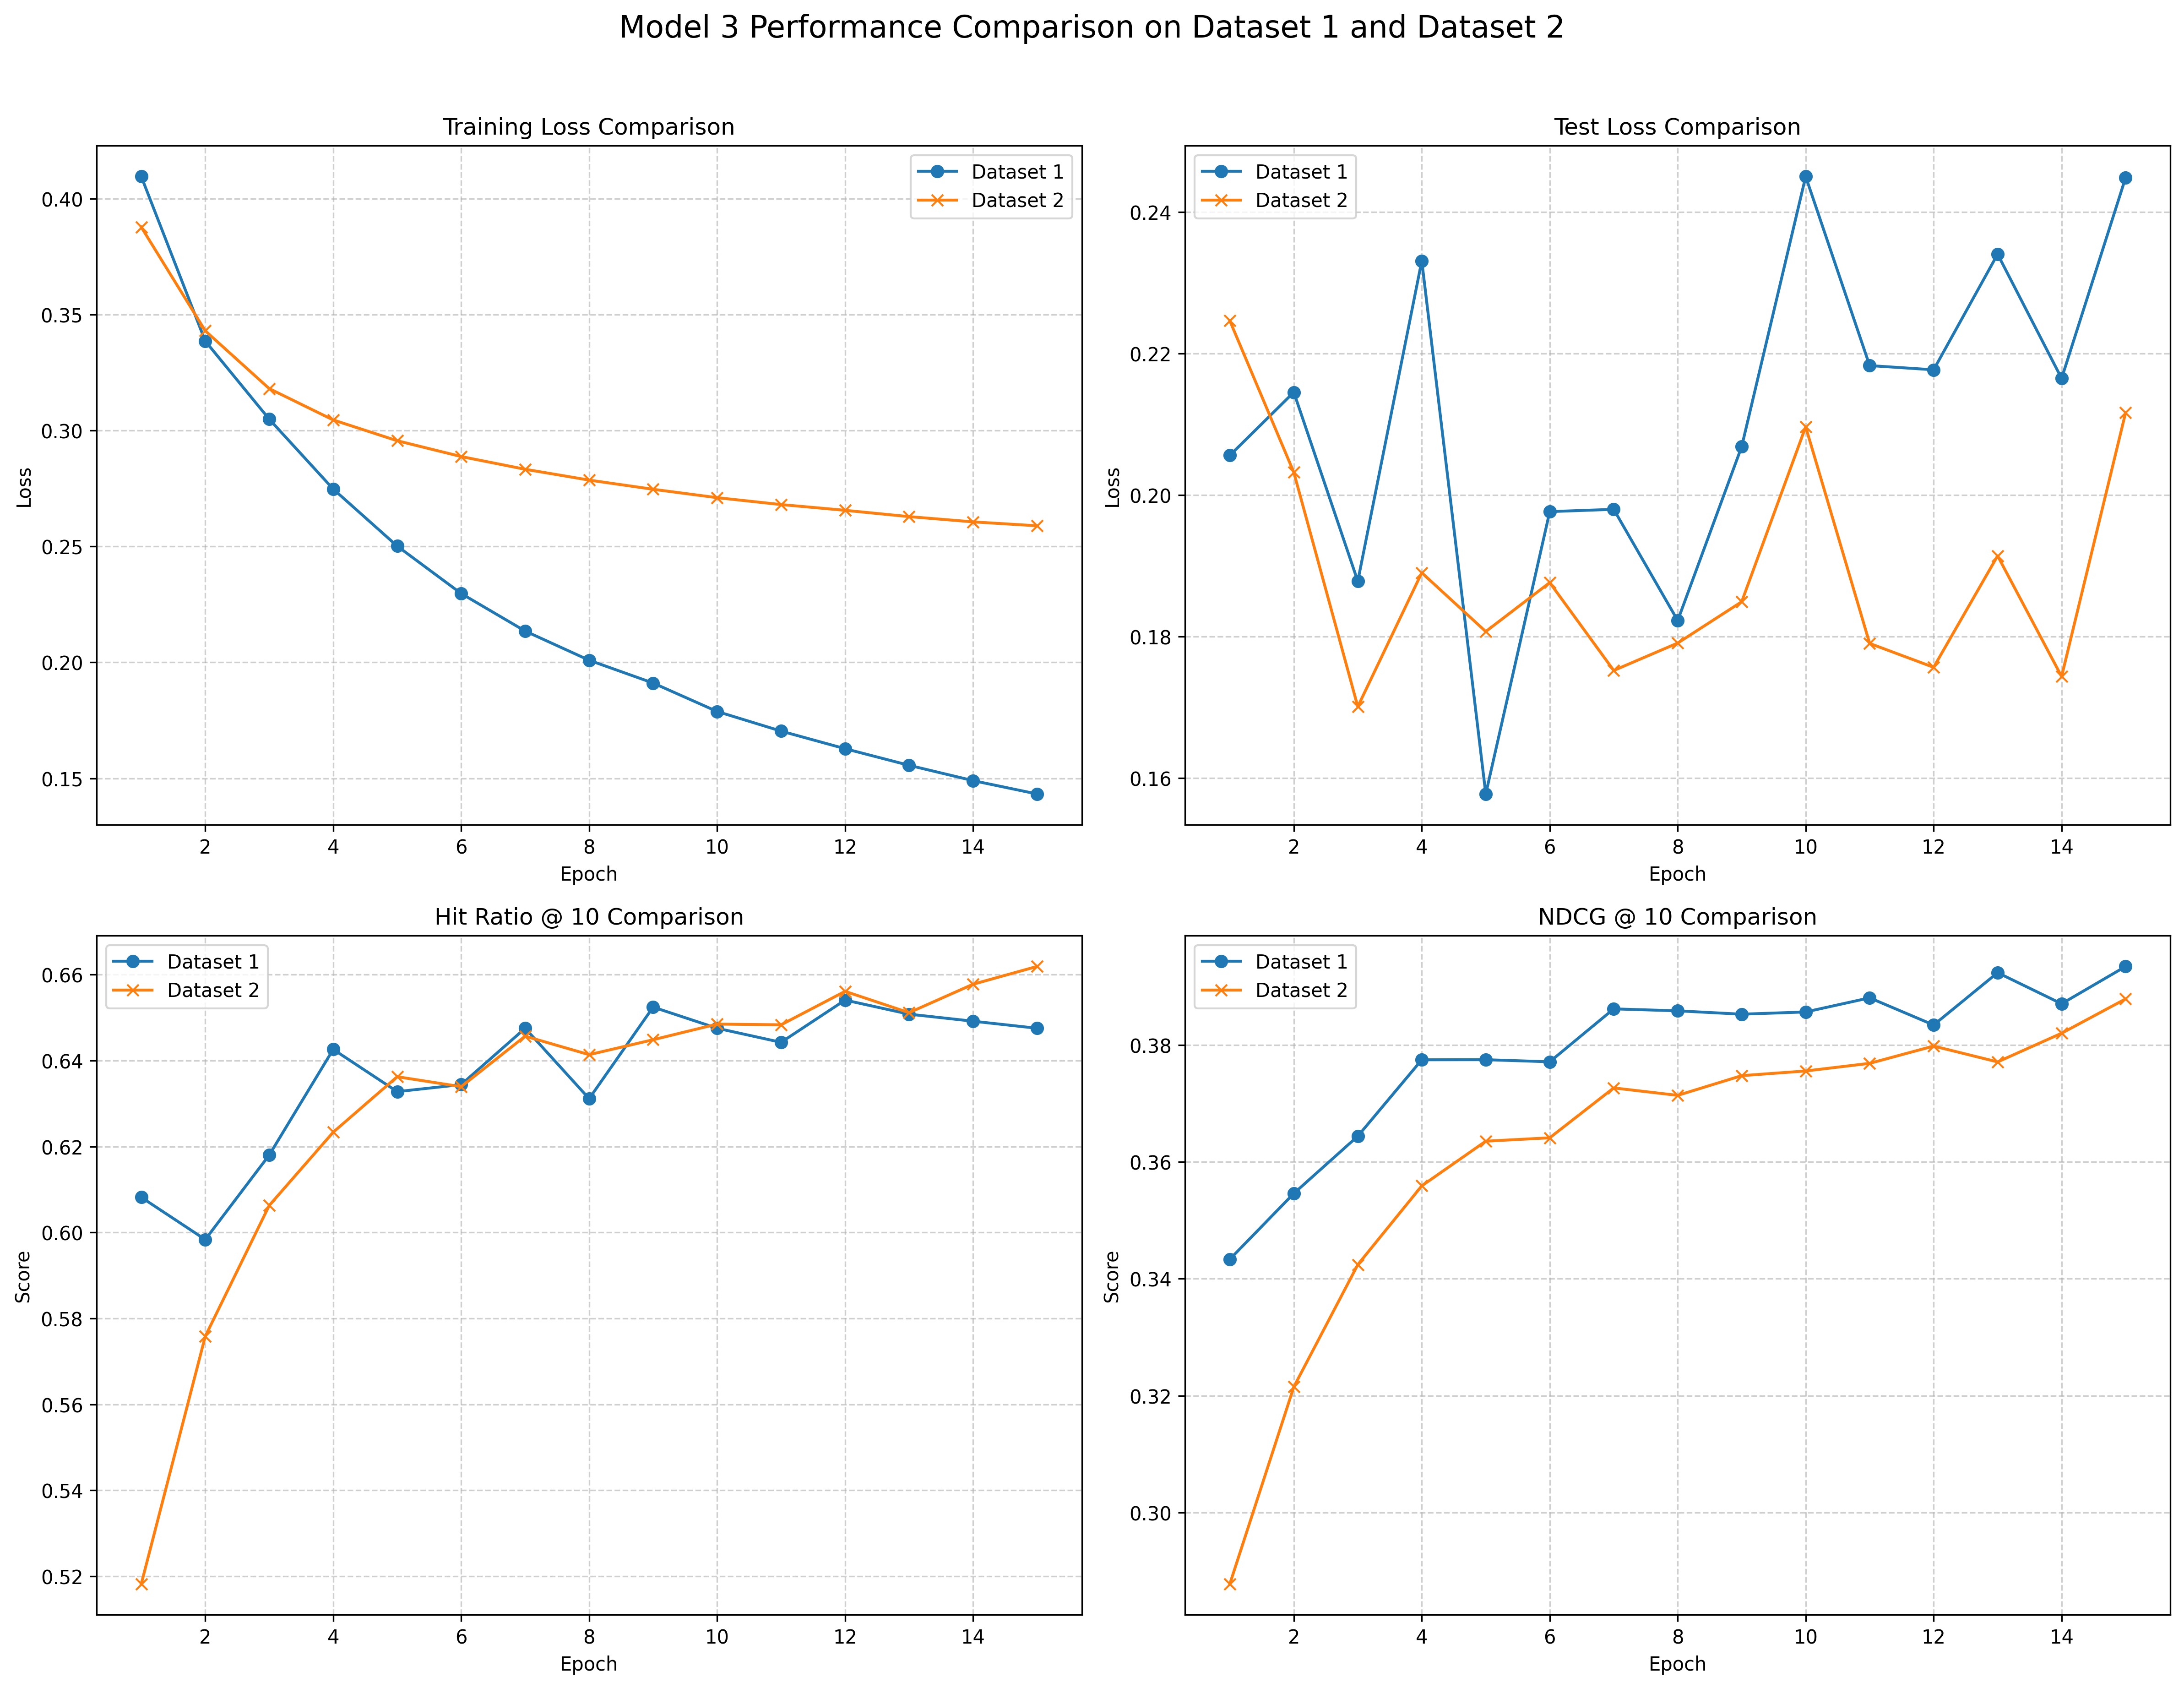 Model 3 Performance Comparison on Dataset 1 and Dataset 2
Training Loss Comparison
Dataset 1
Dataset 2
0.40
0.35
0.30
0.25
0.20
0.15
Loss
2 4 6 8 10 12 14
Epoch
Test Loss Comparison
Dataset 1
Dataset 2
0.24
0.22
0.20
0.18
0.16
Loss
2 4 6 8 10 12 14
Epoch
Hit Ratio @ 10 Comparison
Dataset 1
Dataset 2
0.66
0.64
0.62
0.60
0.58
0.56
0.54
0.52
Score
2 4 6 8 10 12 14
Epoch
NDCG @ 10 Comparison
Dataset 1
Dataset 2
0.38
0.36
0.34
0.32
0.30
Score
2 4 6 8 10 12 14
Epoch